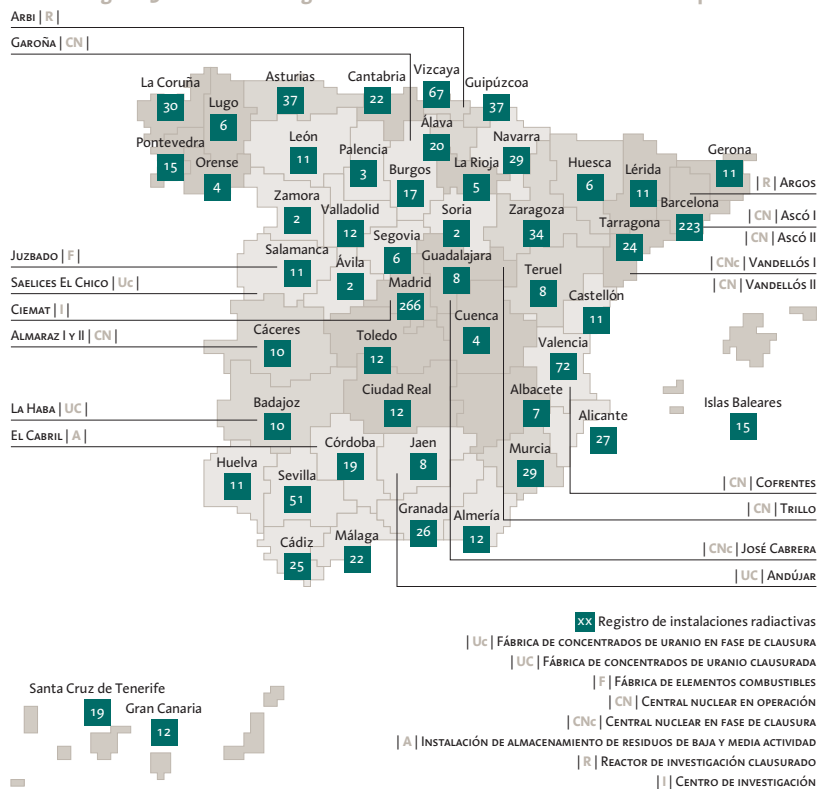 Arbi | R |
Garoña | CN |
Vizcaya
67
Guipúzcoa
37
La Coruña
30
Lugo
6
Asturias
37
Cantabria
22
Pontevedra
15
Orense
4
León
11
Palencia
3
Burgos
17
Álava
20
La Rioja
5
Navarra
29
Huesca
6
Lérida
11
Gerona
11
Barcelona
223
Tarragona
24
Zamora
2
Valladolid
12
Soria
2
Zaragoza
34
Segovia
6
Salamanca
11
Ávila
2
Madrid
266
Guadalajara
8
Teruel
8
Castellón
11
Cáceres
10
Toledo
12
Cuenca
4
Valencia
72
Badajoz
10
Ciudad Real
12
Albacete
7
Alicante
27
Islas Baleares
15
Huelva
11
Sevilla
51
Córdoba
19
Jaen
8
Murcia
29
Cádiz
25
Málaga
22
Granada
26
Almería
12
| R | Argos
| CN | Ascó I
| CN | Ascó II
| CNc | Vandellós I
| CN | Vandellós II
Juzbado | F |
Saelices El Chico | Uc |
Ciemat | I |
Almaraz I y II | CN |
La Haba | UC |
El Cabril | A |
| CN | Cofrentes
| CN | Trillo
| CNc | José Cabrera
| UC | Andújar
xx Registro de instalaciones radiactivas
| Uc | Fábrica de concentrados de uranio en fase de clausura
| UC | Fábrica de concentrados de uranio clausurada
| F | Fábrica de elementos combustibles
| CN | Central nuclear en operación
| CNc | Central nuclear en fase de clausura
| A | Instalación de almacenamiento de residuos de baja y media actividad
| R | Reactor de investigación clausurado
| I | Centro de investigación
Santa Cruz de Tenerife
19
Gran Canaria
12